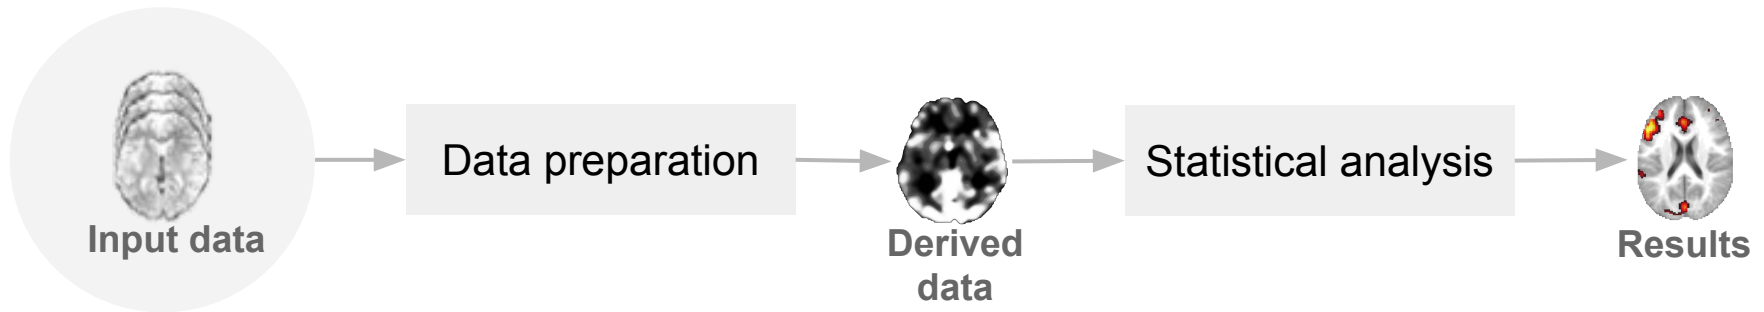 Input data
Data preparation
Derived
data
Statistical analysis
Results